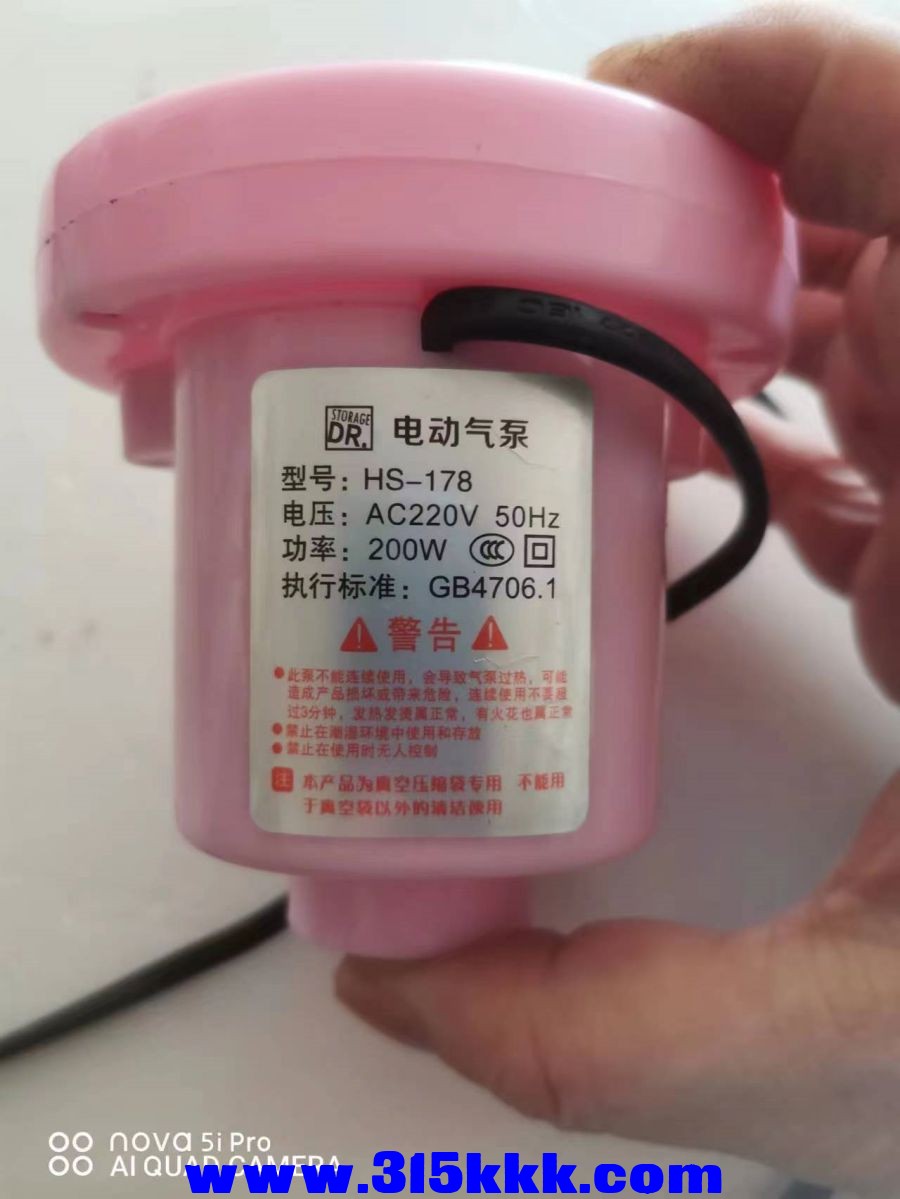 STORAGE
DR.
电动气泵
型号：HS-178
电压：AC220V 50Hz
功率：200W CCC
执行标准：GB4706.1
警告
●此泵不能连续使用，会导致气泵过热，可能
造成产品损坏或带来危险，连续使用不要超
过3分钟，发热发烫属正常，有火花也属正常
●禁止在潮湿环境中使用和存放
●禁止在使用时无人控制
注 本产品为真空压缩袋专用 不能用
于真空袋以外的清洁使用
nova 5i Pro
AI QUAD CAMERA
www.315kkk.com